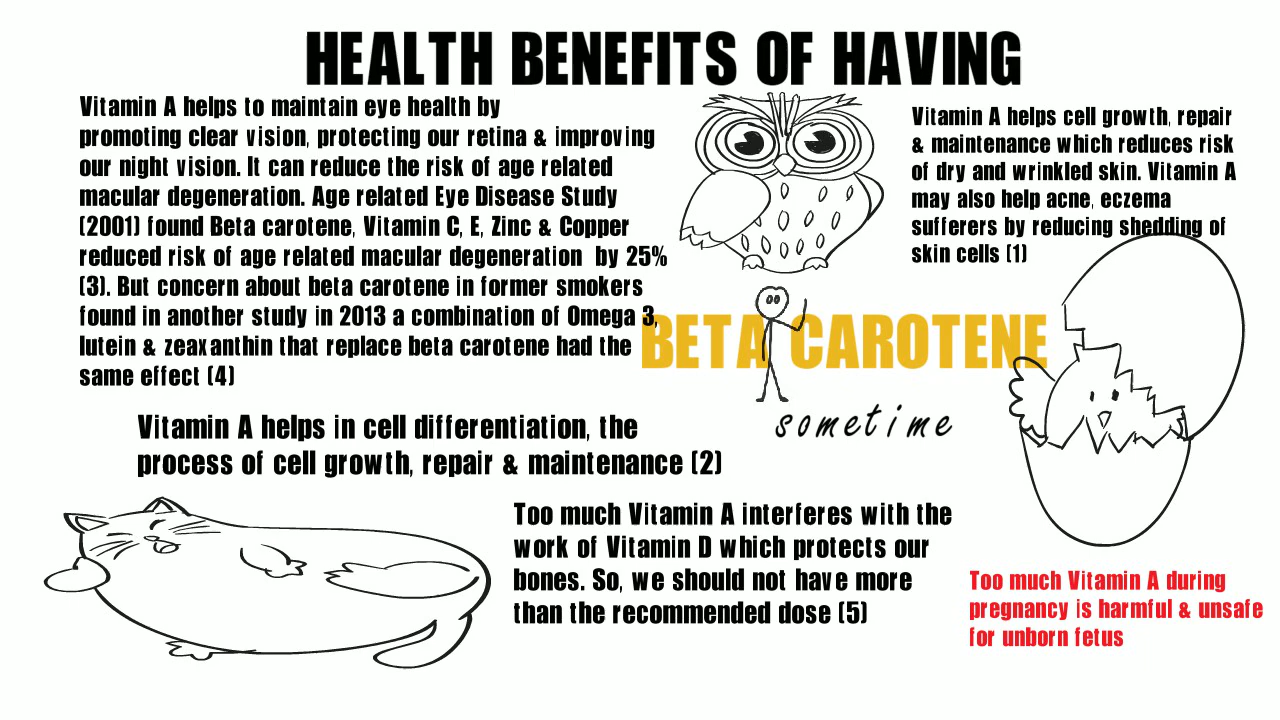 HEALTH BENEFITS OF HAVING
Vitamin A helps to maintain eye health by
promoting clear vision, protecting our retina & improving
our night vision. It can reduce the risk of age related
macular degeneration. Age related Eye Disease Study
(2001) found Beta carotene, Vitamin C, E, Zinc & Copper
reduced risk of age related macular degeneration by 25%
(3). But concern about beta carotene in former smokers
found in another study in 2013 a combination of Omega 3,
lutein & zeaxanthin that replace beta carotene had the
same effect (4)
Vitamin A helps cell growth, repair
& maintenance which reduces risk
of dry and wrinkled skin. Vitamin A
may also help acne, eczema
sufferers by reducing shedding of
skin cells (1)
BETA CAROTENE
sometime
Vitamin A helps in cell differentiation, the
process of cell growth, repair & maintenance (2)
Too much Vitamin A interferes with the
work of Vitamin D which protects our
bones. So, we should not have more
than the recommended dose (5)
Too much Vitamin A during
pregnancy is harmful & unsafe
for unborn fetus